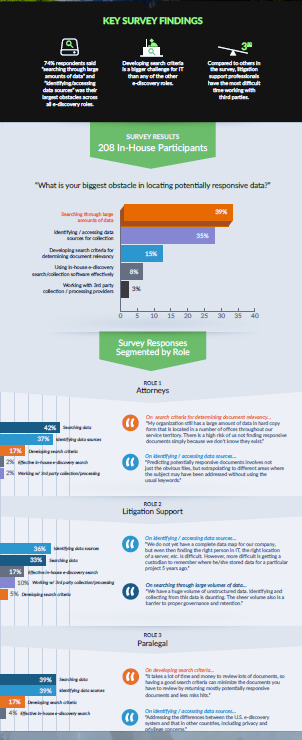 KEY SURVEY FINDINGS
3rd
74% respondents said
"searching through large
amounts of data" and
"identifying/accessing
data sources" was their
largest obstacles across
all e-discovery roles.
Developing search criteria
is a bigger challenge for IT
than any of the other
e-discovery roles.
Compared to others in
the survey, litigation
support professionals
have the most difficult
time working with
third parties.
SURVEY RESULTS
208 In-House Participants
"What is your biggest obstacle in locating potentially responsive data?"
Searching through large
amounts of data
39%
Identifying / accessing data
sources for collection
35%
Developing search criteria for
determining document relevancy
15%
Using in-house e-discovery
search/collection software effectively
8%
Working with 3rd party
collection / processing providers
3%
0 5 10 15 20 25 30 35 40
Survey Responses
Segmented by Role
ROLE 1
Attorneys
42% Searching data
37% Identifying data sources
17% Developing search criteria
2% Effective in-house e-discovery search
2% Working w/ 3rd party collection/processing
On search criteria for determining document relevancy...
"My organization still has a large amount of data in hard copy
form that is located in a number of offices throughout our
service territory. There is a high risk of us not finding responsive
documents simply because we don't know they exist."
On identifying / accessing data sources...
"Predicting potentially responsive documents involves not
just the obvious files, but extrapolating to different areas where
the subject may have been addressed without using the
usual keywords."
ROLE 2
Litigation Support
36% Identifying data sources
33% Searching data
17% Effective in-house e-discovery search
10% Working w/ 3rd party collection/processing
5% Developing search criteria
On identifying / accessing data sources...
"We do not yet have a complete data map for our company,
but even then finding the right person in IT, the right location
of a server, etc. is difficult. However, more difficult is getting a
custodian to remember where he/she stored data for a particular
project 5 years ago."
On searching through large volumes of data...
"We have a huge volume of unstructured data. Identifying and
collecting from this data is daunting. The sheer volume also is a
barrier to proper governance and retention."
ROLE 3
Paralegal
39% Searching data
39% Identifying data sources
17% Developing search criteria
4% Effective in-house e-discovery search
On developing search criteria...
"It takes a lot of time and money to review lots of documents, so
having a good search criteria can minimize the documents you
have to review by returning mostly potentially responsive
documents and less miss hits."
On identifying / accessing data sources...
"Addressing the differences between the U.S. e-discovery
system and that in other countries, including privacy and
privilege concerns."